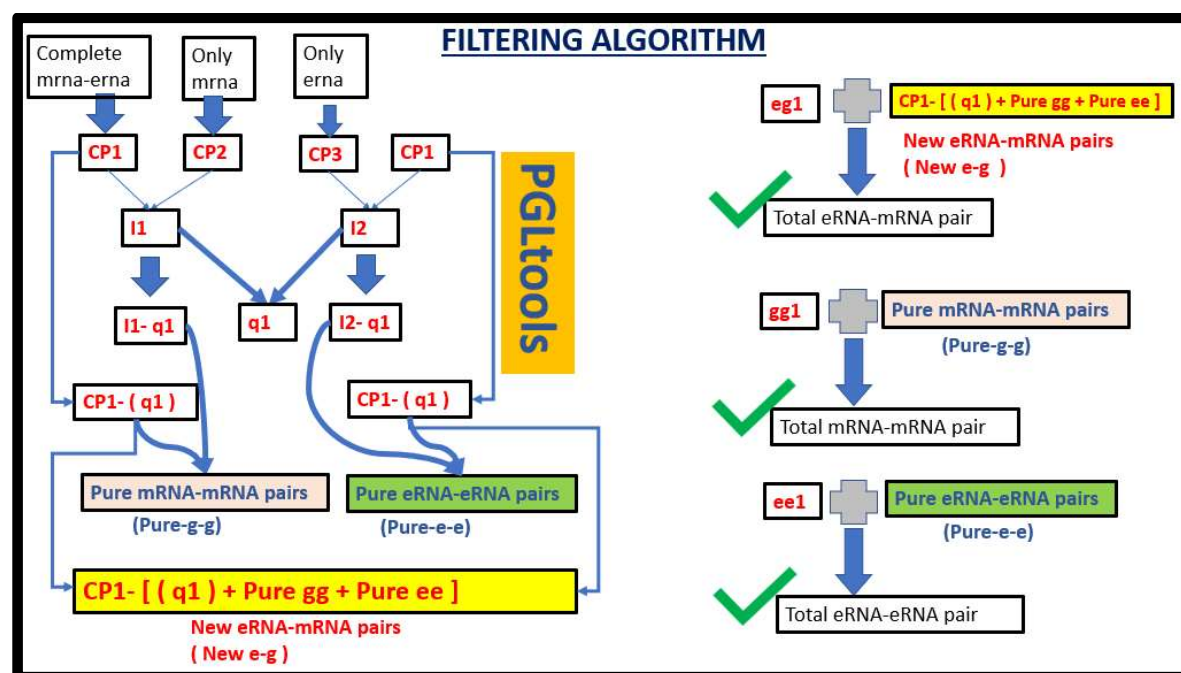 FILTERING ALGORITHM
Complete
mrna-erna
Only
mrna
Only
erna
CP1
CP2
CP3
CP1
I1
I2
I1- q1
q1
I2- q1
CP1- ( q1 )
CP1- ( q1 )
Pure mRNA-mRNA pairs
(Pure-g-g)
Pure eRNA-eRNA pairs
(Pure-e-e)
CP1- [ ( q1 ) + Pure gg + Pure ee ]
New eRNA-mRNA pairs
( New e-g )
PGLtools
eg1
CP1- [ ( q1 ) + Pure gg + Pure ee ]
New eRNA-mRNA pairs
( New e-g )
Total eRNA-mRNA pair
gg1
Pure mRNA-mRNA pairs
(Pure-g-g)
Total mRNA-mRNA pair
ee1
Pure eRNA-eRNA pairs
(Pure-e-e)
Total eRNA-eRNA pair